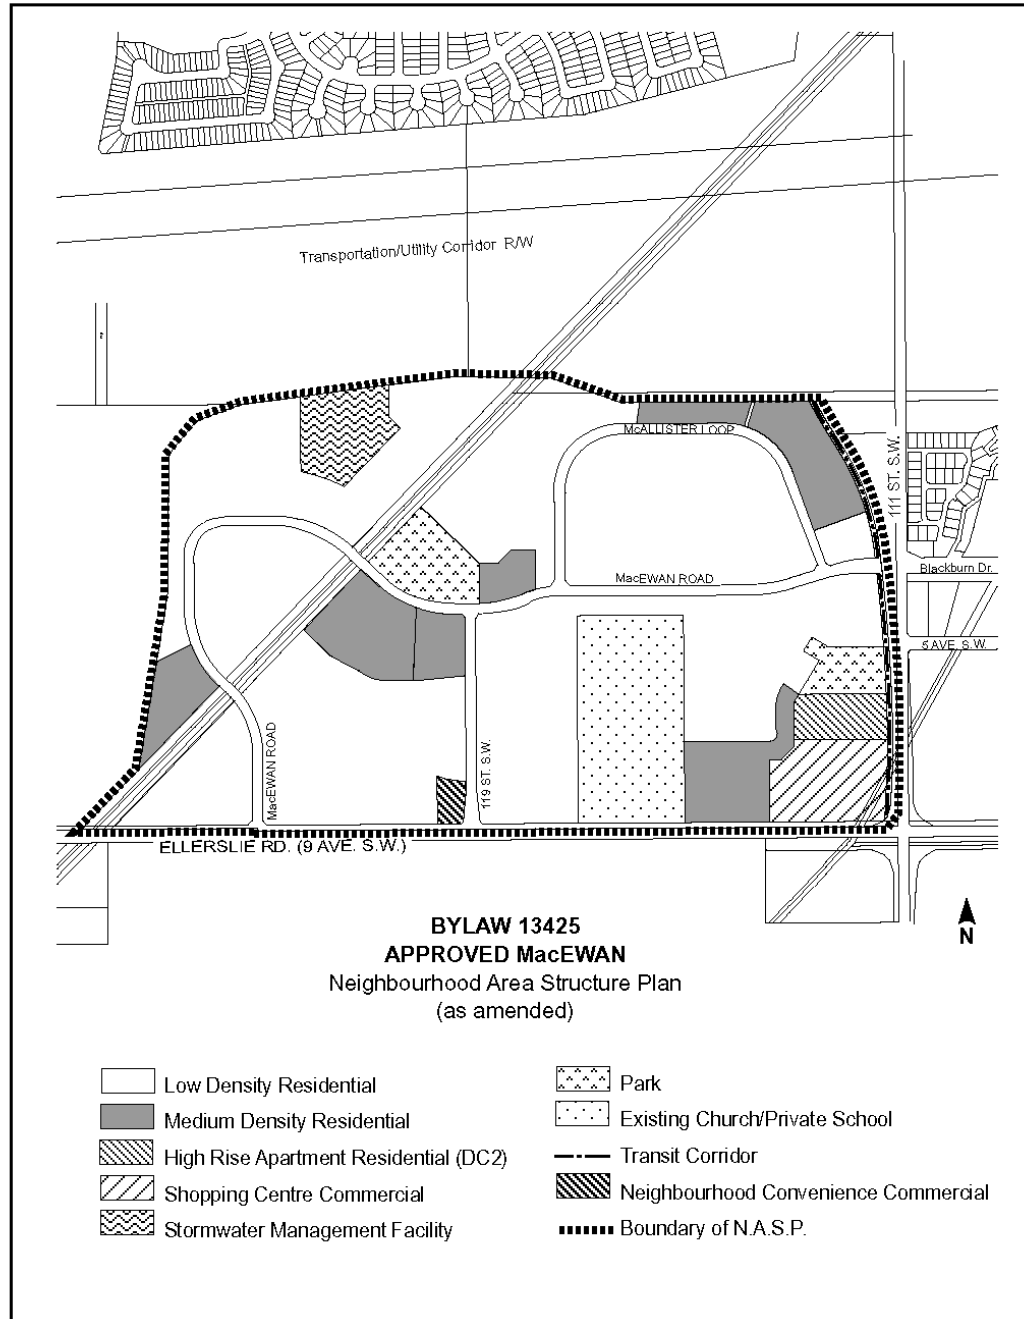 Transportation/Utility Corridor R/W
McALLISTER LOOP
111 ST. S.W.
Blackburn Dr.
MacEWAN ROAD
5 AVE. S.W.
MacEWAN ROAD
119 ST. S.W.
ELLERSLIE RD. (9 AVE. S.W.)
N
BYLAW 13425
APPROVED MacEWAN
Neighbourhood Area Structure Plan
(as amended)
Low Density Residential
Medium Density Residential
High Rise Apartment Residential (DC2)
Shopping Centre Commercial
Stormwater Management Facility
Park
Existing Church/Private School
Transit Corridor
Neighbourhood Convenience Commercial
Boundary of N.A.S.P.